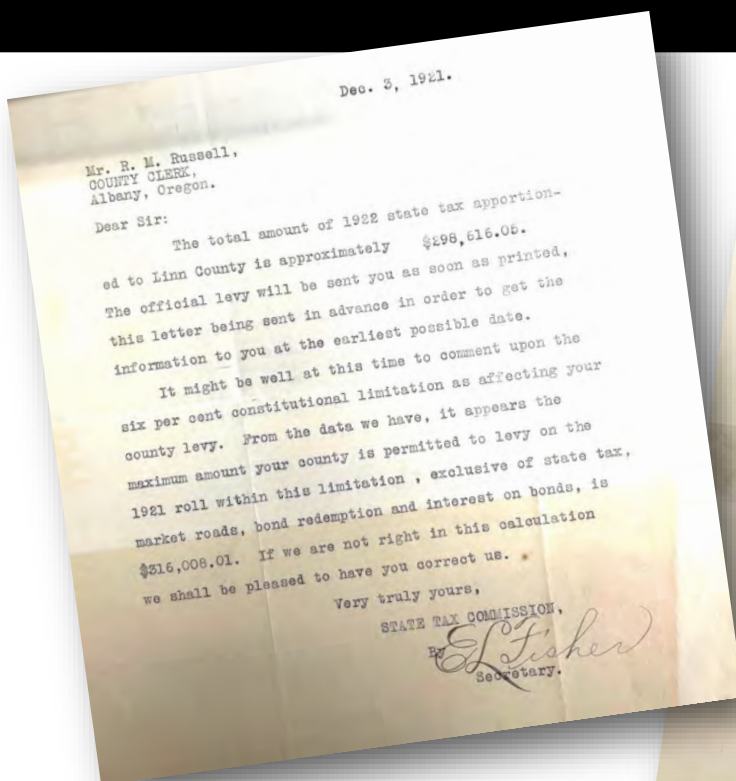 Dec. 3, 1921.
Mr. R. M. Russell,
COUNTY CLERK,
Albany, Oregon.
Dear Sir:
The total amount of 1922 state tax apportion-
ed to Linn County is approximately $298,616.05.
The official levy will be sent you as soon as printed,
this letter being sent in advance in order to get the
information to you at the earliest possible date.
It might be well at this time to comment upon the
six per cent constitutional limitation as affecting your
county levy. From the data we have, it appears the
maximum amount your county is permitted to levy on the
1921 roll within this limitation , exclusive of state tax,
market roads, bond redemption and interest on bonds, is
$316,008.01. If we are not right in this calculation
we shall be pleased to have you correct us.
Very truly yours,
STATE TAX COMMISSION,
By E L Fisher
Secretary.